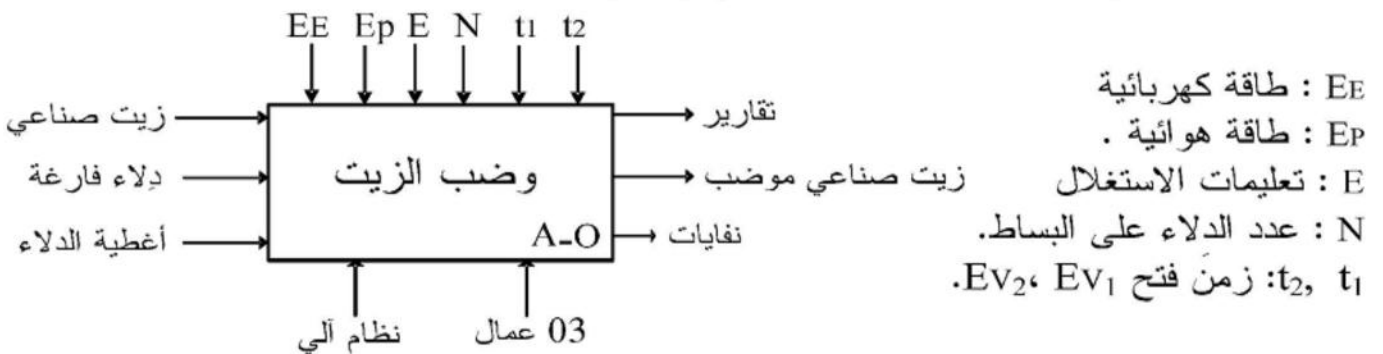 EE Ep E N t1 t2
زيت صناعي
دِلاء فارغة
أغطية الدلاء
وضب الزيت
A-O
تقارير
زيت صناعي موضب
نفايات
نظام آلي
03 عمال
EE : طاقة كهربائية
EP : طاقة هوائية .
E : تعليمات الاستغلال
N : عدد الدلاء على البساط.
t2, t1: زمن فتح Ev2، Ev1.